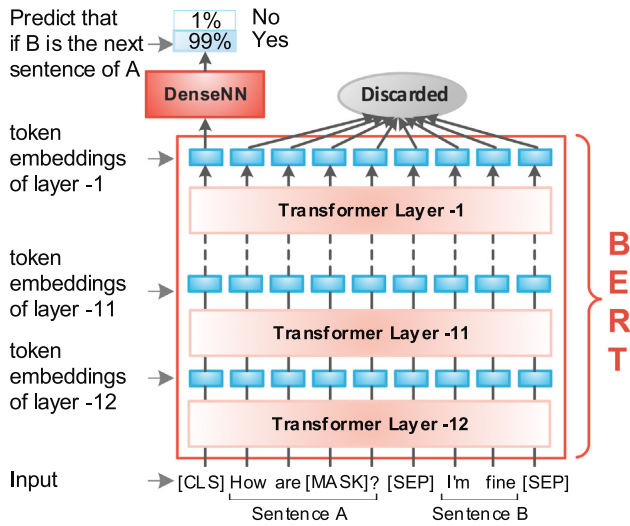 Predict that
if B is the next
sentence of A
1% No
99% Yes
DenseNN
Discarded
token
embeddings
of layer -1
Transformer Layer -1
token
embeddings
of layer -11
Transformer Layer -11
token
embeddings
of layer -12
Transformer Layer -12
B
E
R
T
Input
[CLS] How are [MASK]? [SEP] I'm fine [SEP]
Sentence A Sentence B